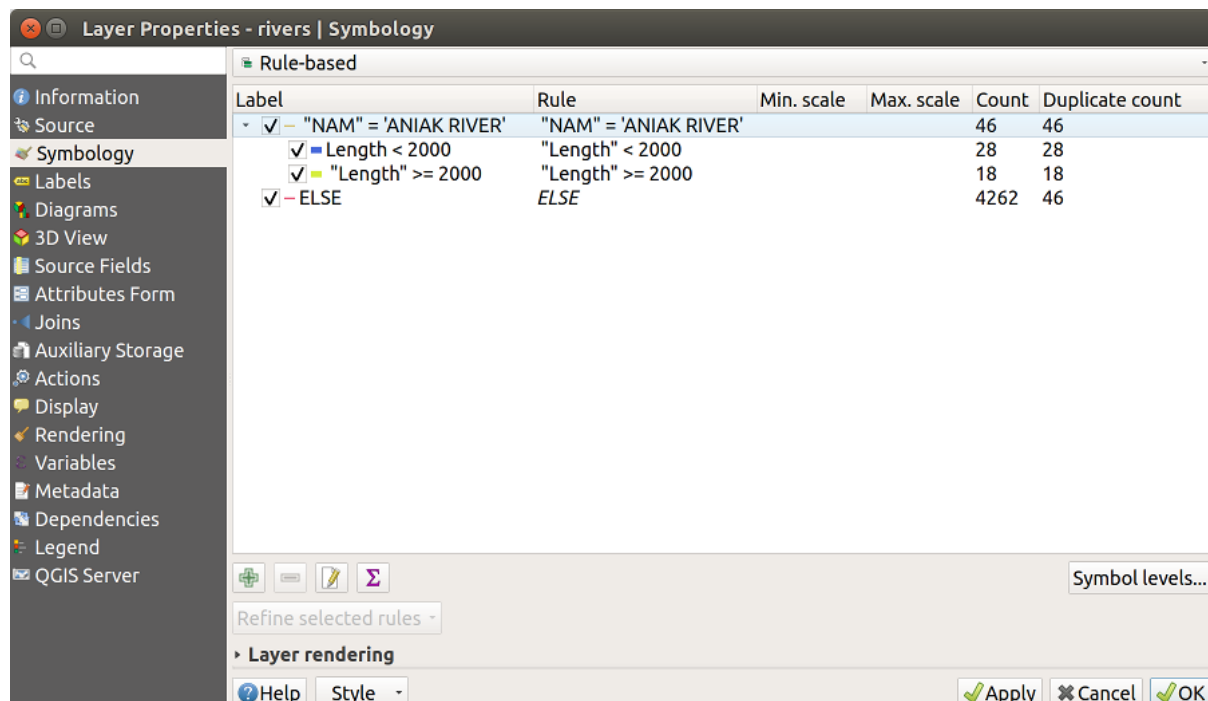 Layer Properties - rivers | Symbology
Rule-based
Information
Source
Symbology
Labels
Diagrams
3D View
Source Fields
Attributes Form
Joins
Auxiliary Storage
Actions
Display
Rendering
Variables
Metadata
Dependencies
Legend
QGIS Server
Label Rule Min. scale Max. scale Count Duplicate count
"NAM" = 'ANIAK RIVER' "NAM" = 'ANIAK RIVER' 46 46
Length < 2000 "Length" < 2000 28 28
"Length" >= 2000 "Length" >= 2000 18 18
ELSE ELSE 4262 46
Symbol levels...
Refine selected rules
Layer rendering
Help Style Apply Cancel OK